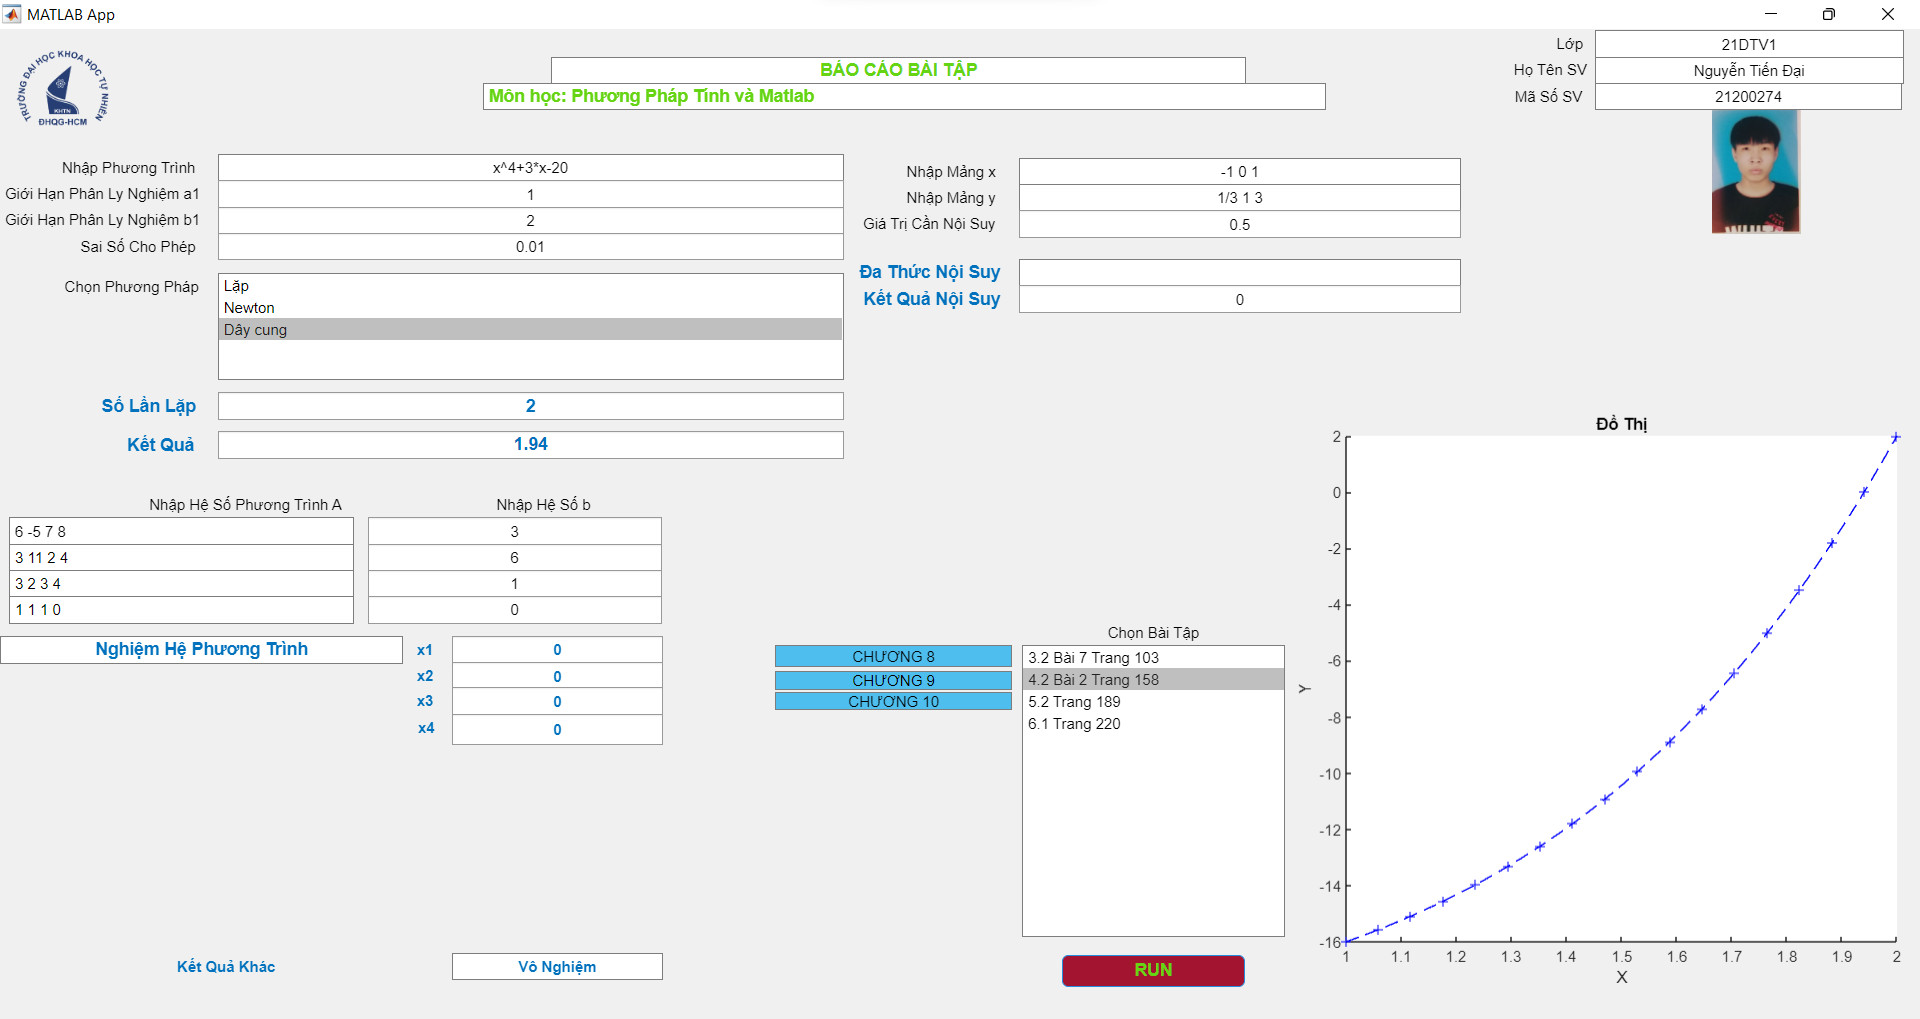 MATLAB App
TRƯỜNG ĐẠI HỌC KHOA HỌC TỰ NHIÊN
KHTN
ĐHQG-HCM
BÁO CÁO BÀI TẬP
Môn học: Phương Pháp Tính và Matlab
Lớp 21DTV1
Họ Tên SV Nguyễn Tiến Đại
Mã Số SV 21200274
Nhập Phương Trình x^4+3*x-20
Giới Hạn Phân Ly Nghiệm a1 1
Giới Hạn Phân Ly Nghiệm b1 2
Sai Số Cho Phép 0.01
Chọn Phương Pháp
Lặp
Newton
Dây cung
Số Lần Lặp 2
Kết Quả 1.94
Nhập Mảng x -1 0 1
Nhập Mảng y 1/3 1 3
Giá Trị Cần Nội Suy 0.5
Đa Thức Nội Suy
Kết Quả Nội Suy 0
Nhập Hệ Số Phương Trình A Nhập Hệ Số b
6 -5 7 8 3
3 11 2 4 6
3 2 3 4 1
1 1 1 0 0
Nghiệm Hệ Phương Trình x1 0
x2 0
x3 0
x4 0
Kết Quả Khác Vô Nghiệm
CHƯƠNG 8
CHƯƠNG 9
CHƯƠNG 10
Chọn Bài Tập
3.2 Bài 7 Trang 103
4.2 Bài 2 Trang 158
5.2 Trang 189
6.1 Trang 220
RUN
Đồ Thị
2
0
-2
-4
-6
-8
-10
-12
-14
-16
Y
1 1.1 1.2 1.3 1.4 1.5 1.6 1.7 1.8 1.9 2
X